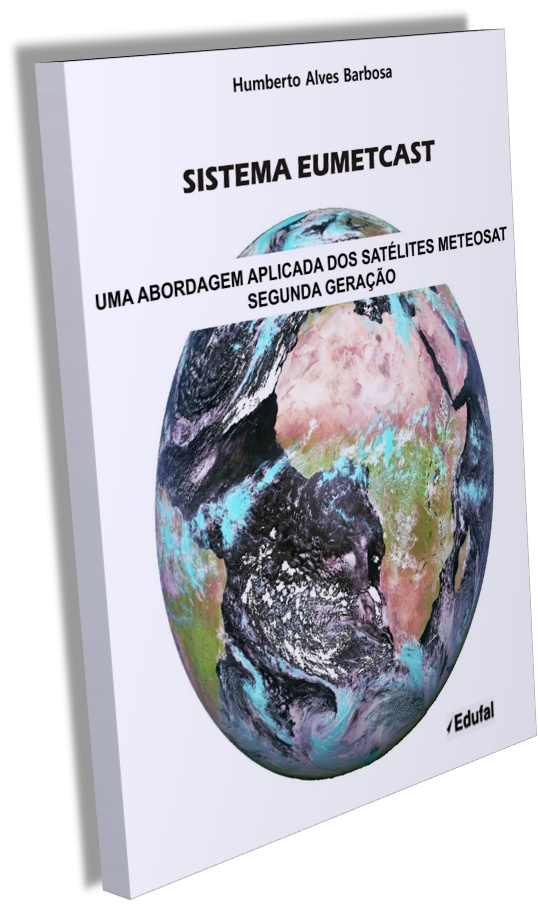 Humberto Alves Barbosa
SISTEMA EUMETCAST
UMA ABORDAGEM APLICADA DOS SATÉLITES METEOSAT
SEGUNDA GERAÇÃO
Edufal